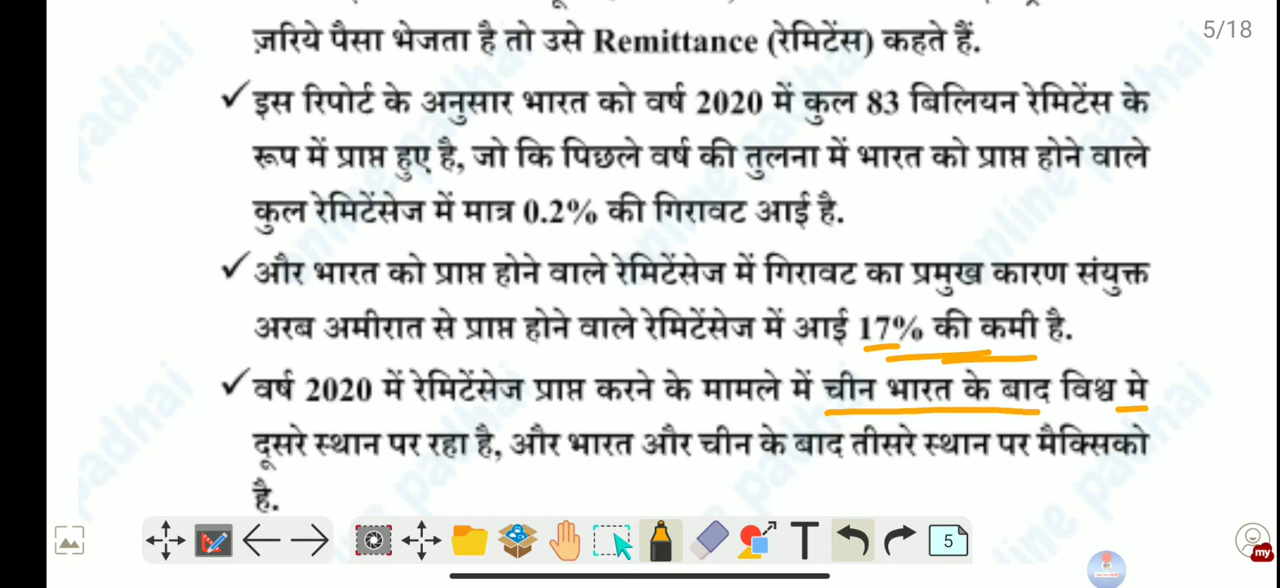 5/18
ज़रिये पैसा भेजता है तो उसे Remittance (रेमिटेंस) कहते हैं.
✓ इस रिपोर्ट के अनुसार भारत को वर्ष 2020 में कुल 83 बिलियन रेमिटेंस के
रूप में प्राप्त हुए है, जो कि पिछले वर्ष की तुलना में भारत को प्राप्त होने वाले
कुल रेमिटेंसेज में मात्र 0.2% की गिरावट आई है.
✓ और भारत को प्राप्त होने वाले रेमिटेंसेज में गिरावट का प्रमुख कारण संयुक्त
अरब अमीरात से प्राप्त होने वाले रेमिटेंसेज में आई 17% की कमी है.
✓ वर्ष 2020 में रेमिटेंसेज प्राप्त करने के मामले में चीन भारत के बाद विश्व मे
दूसरे स्थान पर रहा है, और भारत और चीन के बाद तीसरे स्थान पर मैक्सिको
है.
T
5
my